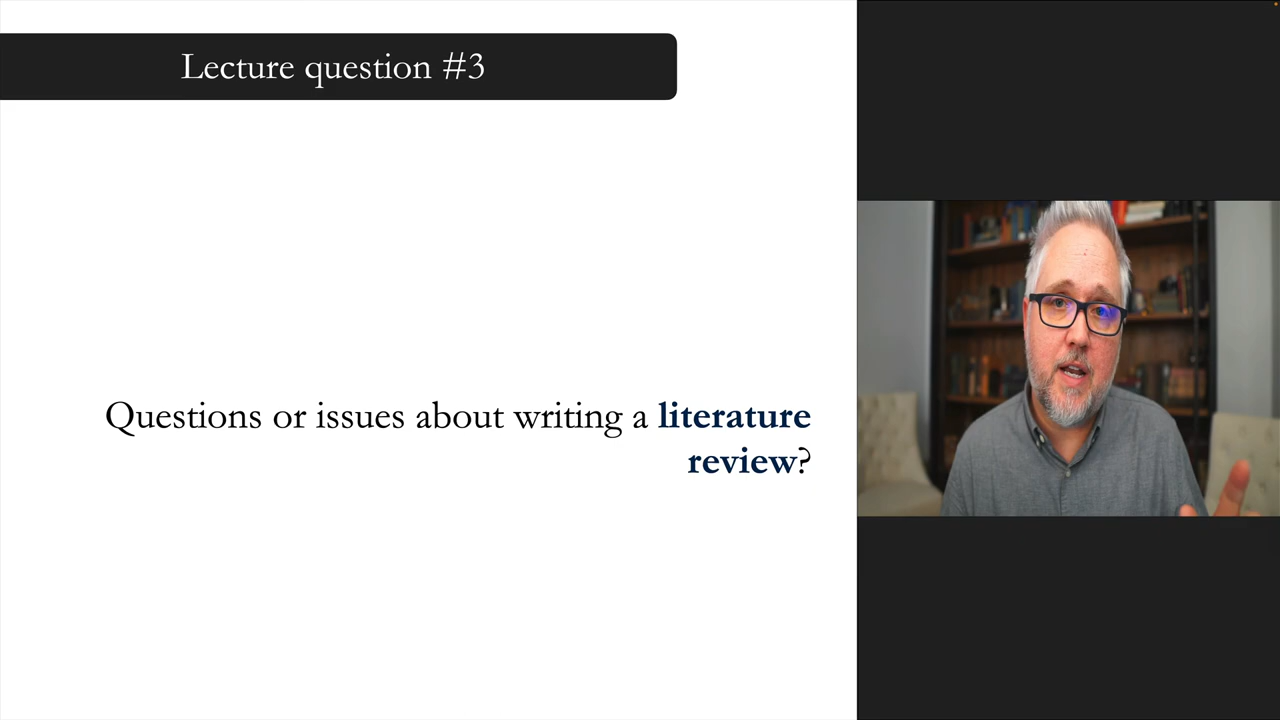 Lecture question #3
Questions or issues about writing a literature
review?